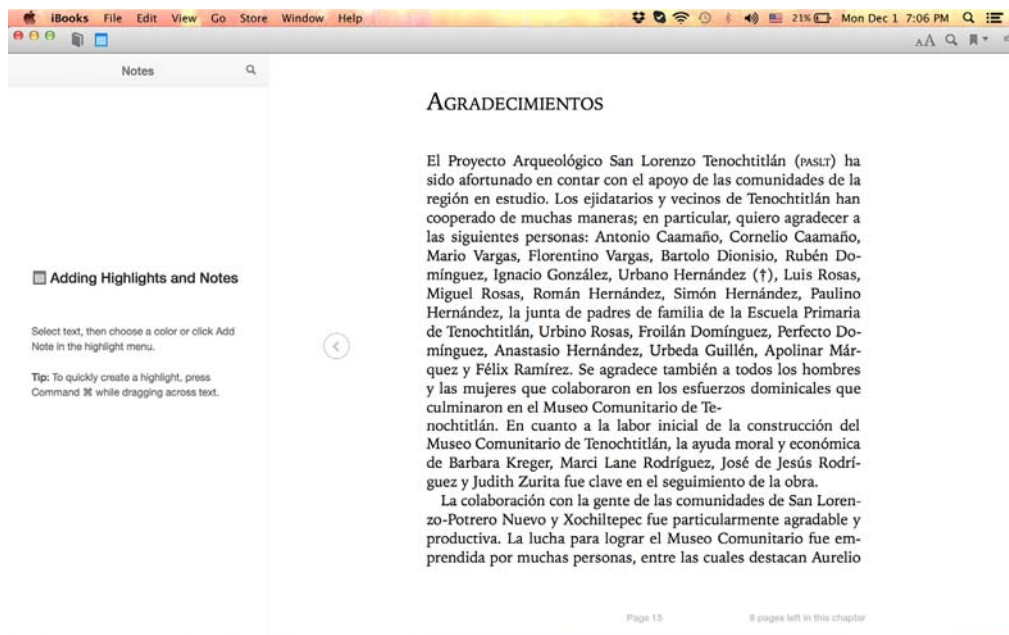 iBooks File Edit View Go Store Window Help 21% Mon Dec 1 7:06 PM
AA
Notes
AGRADECIMIENTOS
El Proyecto Arqueológico San Lorenzo Tenochtitlán (PASLT) ha
sido afortunado en contar con el apoyo de las comunidades de la
región en estudio. Los ejidatarios y vecinos de Tenochtitlán han
cooperado de muchas maneras; en particular, quiero agradecer a
las siguientes personas: Antonio Caamaño, Cornelio Caamaño,
Mario Vargas, Florentino Vargas, Bartolo Dionisio, Rubén Do-
mínguez, Ignacio González, Urbano Hernández (†), Luis Rosas,
Miguel Rosas, Román Hernández, Simón Hernández, Paulino
Hernández, la junta de padres de familia de la Escuela Primaria
de Tenochtitlán, Urbino Rosas, Froilán Domínguez, Perfecto Do-
mínguez, Anastasio Hernández, Urbeda Guillén, Apolinar Már-
quez y Félix Ramírez. Se agradece también a todos los hombres
y las mujeres que colaboraron en los esfuerzos dominicales que
culminaron en el Museo Comunitario de Te-
nochtitlán. En cuanto a la labor inicial de la construcción del
Museo Comunitario de Tenochtitlán, la ayuda moral y económica
de Barbara Kreger, Marci Lane Rodríguez, José de Jesús Rodrí-
guez y Judith Zurita fue clave en el seguimiento de la obra.
La colaboración con la gente de las comunidades de San Loren-
zo-Potrero Nuevo y Xochiltepec fue particularmente agradable y
productiva. La lucha para lograr el Museo Comunitario fue em-
prendida por muchas personas, entre las cuales destacan Aurelio
Adding Highlights and Notes
Select text, then choose a color or click Add
Note in the highlight menu.
Tip: To quickly create a highlight, press
Command ⌘ while dragging across text.
Page 15 8 pages left in this chapter